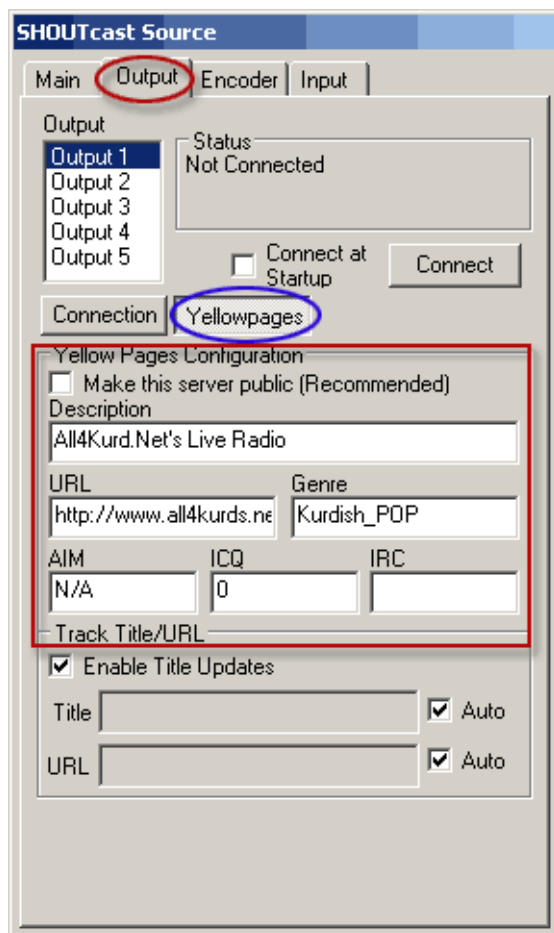 SHOUTcast Source
Main Output Encoder Input
Output
Output 1
Output 2
Output 3
Output 4
Output 5
Status
Not Connected
Connect at
Startup
Connect
Connection Yellowpages
Yellow Pages Configuration
Make this server public (Recommended)
Description
All4Kurd.Net's Live Radio
URL Genre
http://www.all4kurds.ne Kurdish_POP
AIM ICQ IRC
N/A 0
Track Title/URL
Enable Title Updates
Title Auto
URL Auto